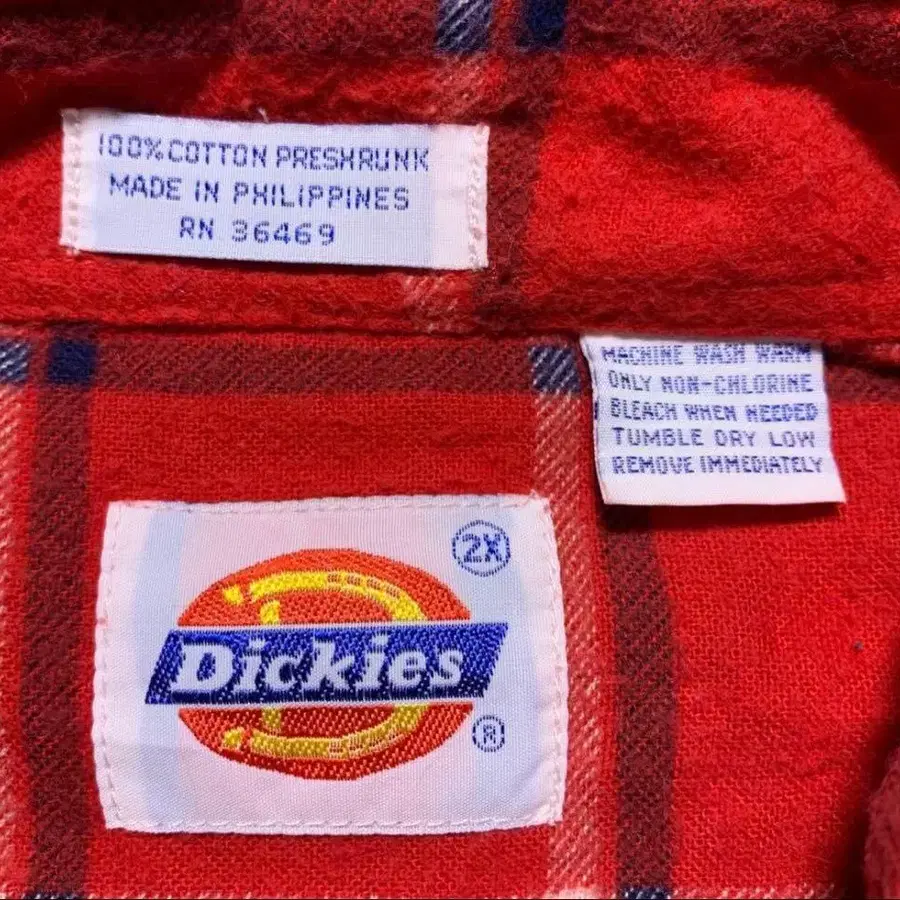 100% COTTON PRESHRUNK
MADE IN PHILIPPINES
RN 36469
MACHINE WASH WARM
ONLY NON-CHLORINE
BLEACH WHEN NEEDED
TUMBLE DRY LOW
REMOVE IMMEDIATELY
2X
D
Dickies
®